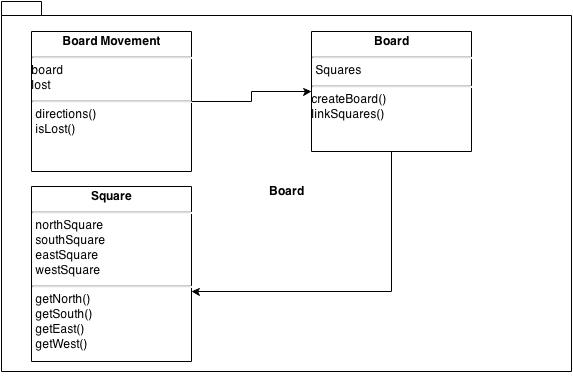 Board Movement
board
lost
directions()
isLost()
Board
Squares
createBoard()
linkSquares()
Board
Square
northSquare
southSquare
eastSquare
westSquare
getNorth()
getSouth()
getEast()
getWest()